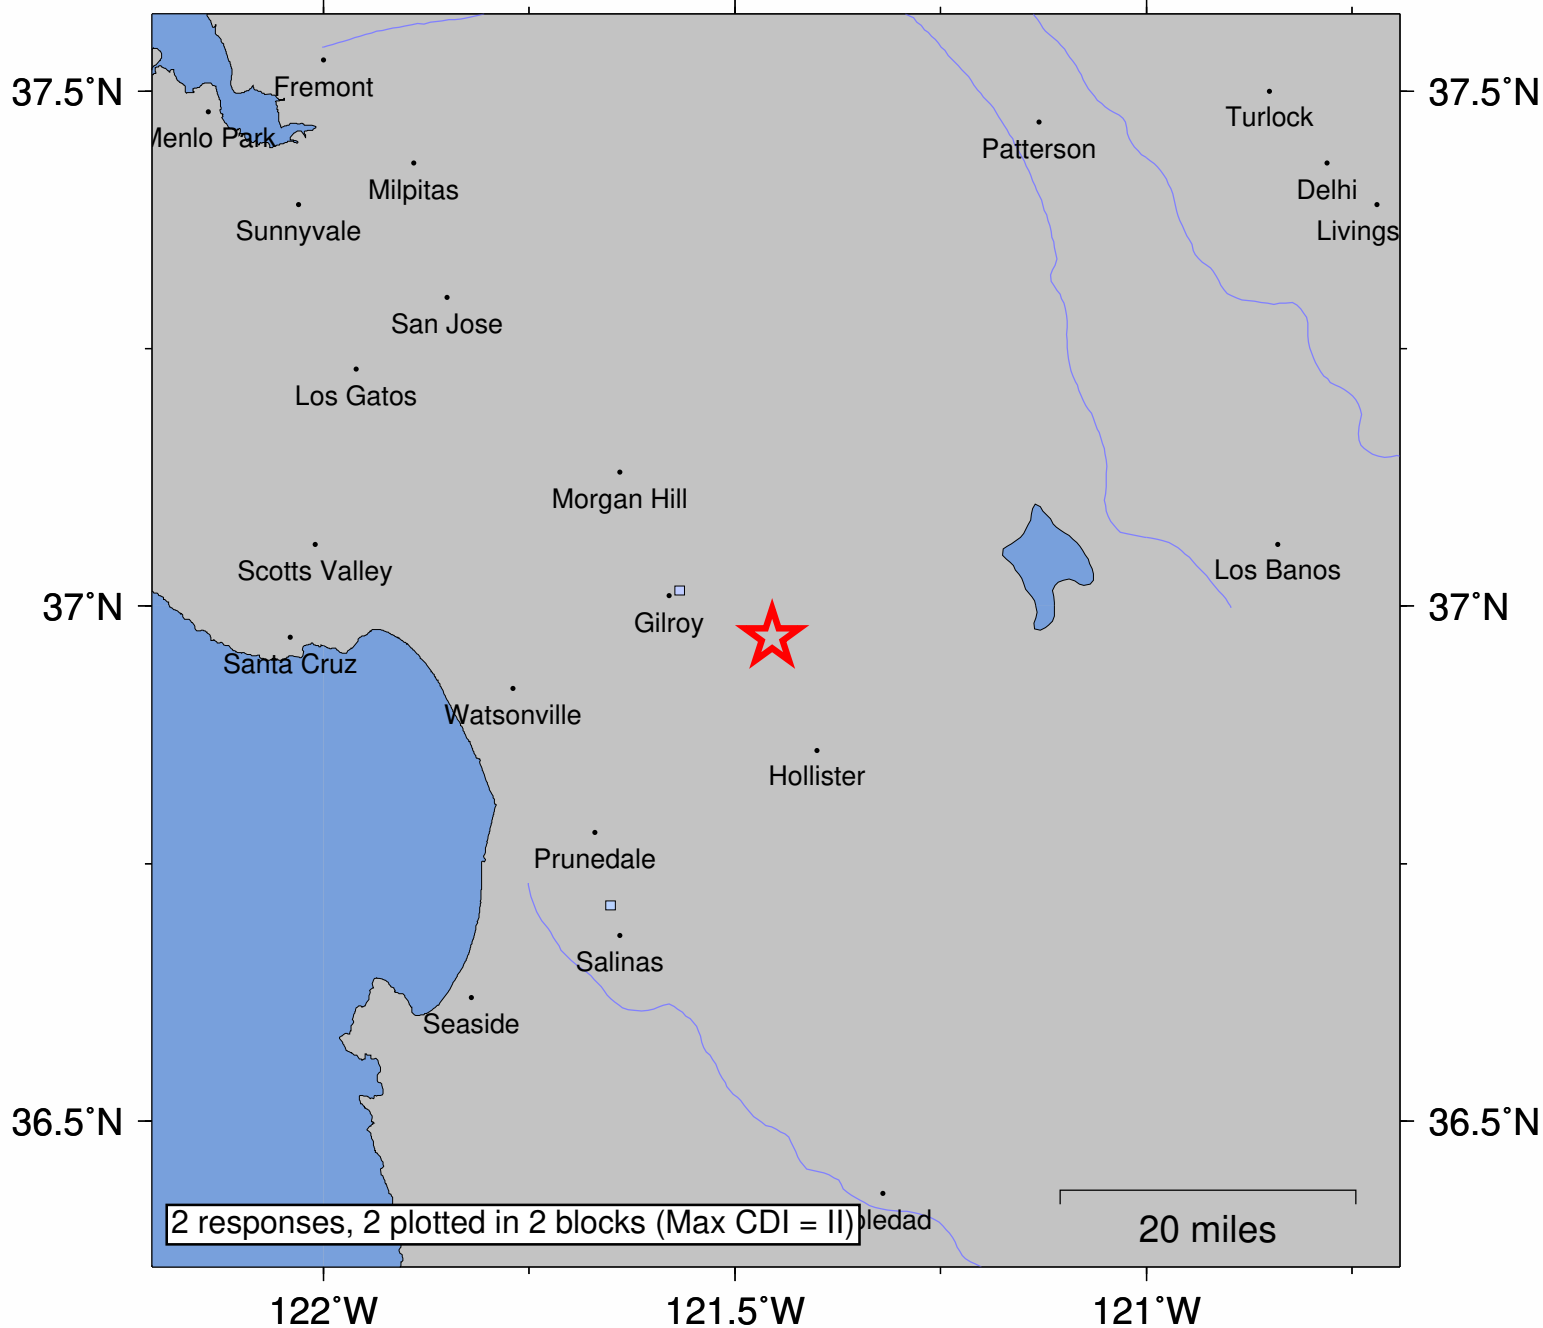 Fremont
37.5°N
37.5°N
Turlock
Menlo Park
Patterson
Milpitas
Delhi
Sunnyvale
Livings
San Jose
Los Gatos
Morgan Hill
Scotts Valley
Los Banos
37°N
37°N
Gilroy
Santa Cruz
Watsonville
Hollister
Prunedale
Salinas
Seaside
36.5°N
36.5°N
2 responses, 2 plotted in 2 blocks (Max CDI = II)
oledad
20 miles
122°W
121.5°W
121°W